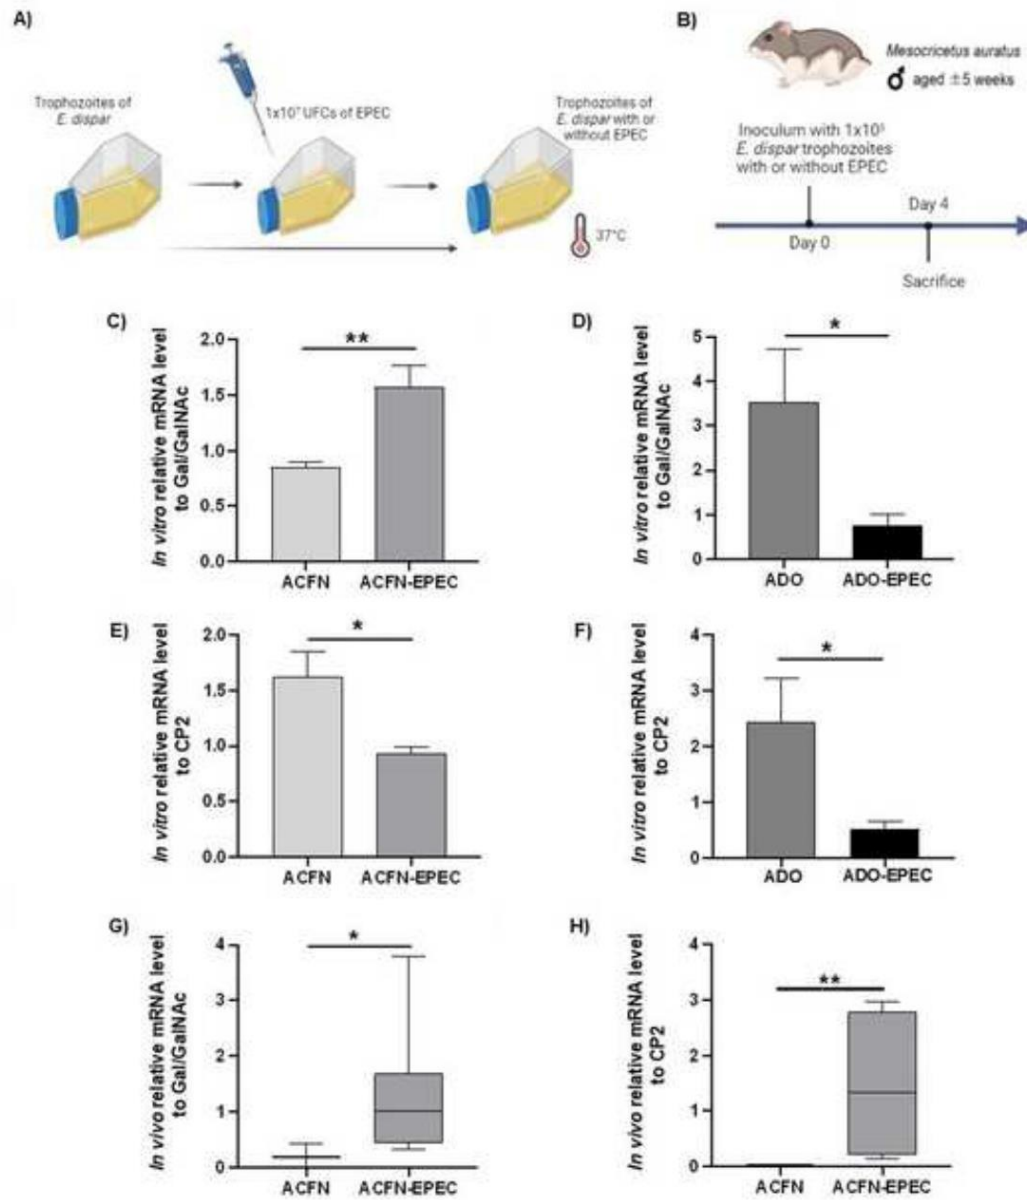 A)
Trophozoites of
E. dispar
1x10⁷ UFCs of EPEC
Trophozoites of
E. dispar with or
without EPEC
37°C
B)
Mesocricetus auratus
♂ aged ±5 weeks
Inoculum with 1x10⁵
E. dispar trophozoites
with or without EPEC
Day 0
Day 4
Sacrifice
C)
In vitro relative mRNA level
to Gal/GalNAc
2.0
1.5
1.0
0.5
0.0
**
ACFN
ACFN-EPEC
D)
In vitro relative mRNA level
to Gal/GalNAc
5
4
3
2
1
0
*
ADO
ADO-EPEC
E)
In vitro relative mRNA level
to CP2
2.0
1.5
1.0
0.5
0.0
*
ACFN
ACFN-EPEC
F)
In vitro relative mRNA level
to CP2
4
3
2
1
0
*
ADO
ADO-EPEC
G)
In vivo relative mRNA level
to Gal/GalNAc
4
3
2
1
0
*
ACFN
ACFN-EPEC
H)
In vivo relative mRNA level
to CP2
4
3
2
1
0
**
ACFN
ACFN-EPEC